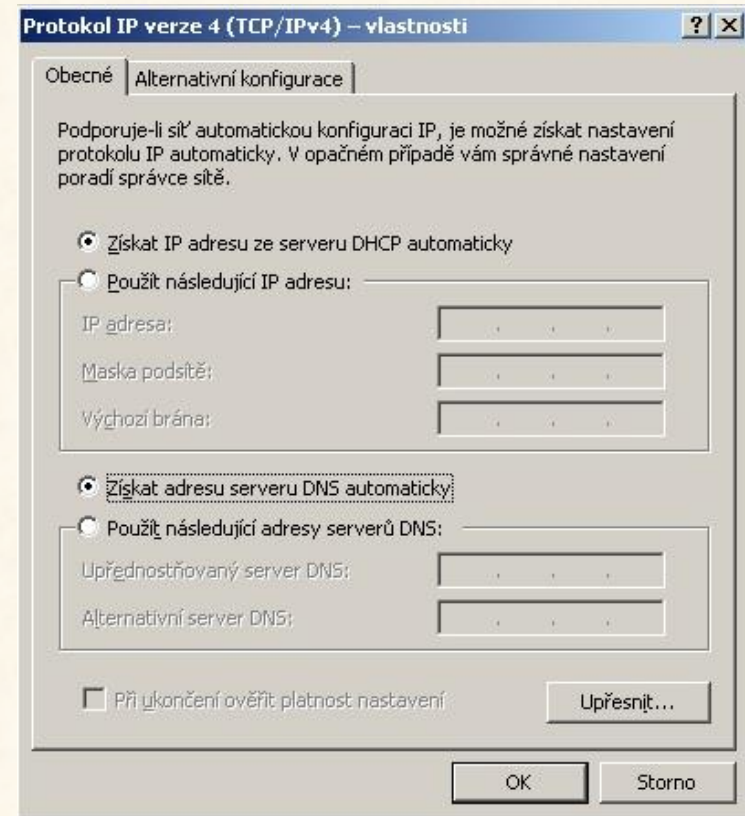 Protokol IP verze 4 (TCP/IPv4) – vlastnosti
Obecné
Alternativní konfigurace
Podporuje-li síť automatickou konfiguraci IP, je možné získat nastavení
protokolu IP automaticky. V opačném případě vám správné nastavení
poradí správce sítě.
Získat IP adresu ze serveru DHCP automaticky
Použít následující IP adresu:
IP adresa:
Maska podsítě:
Výchozí brána:
Získat adresu serveru DNS automaticky
Použít následující adresy serverů DNS:
Upřednostňovaný server DNS:
Alternativní server DNS:
Při ukončení ověřit platnost nastavení
Upřesnit...
OK
Storno